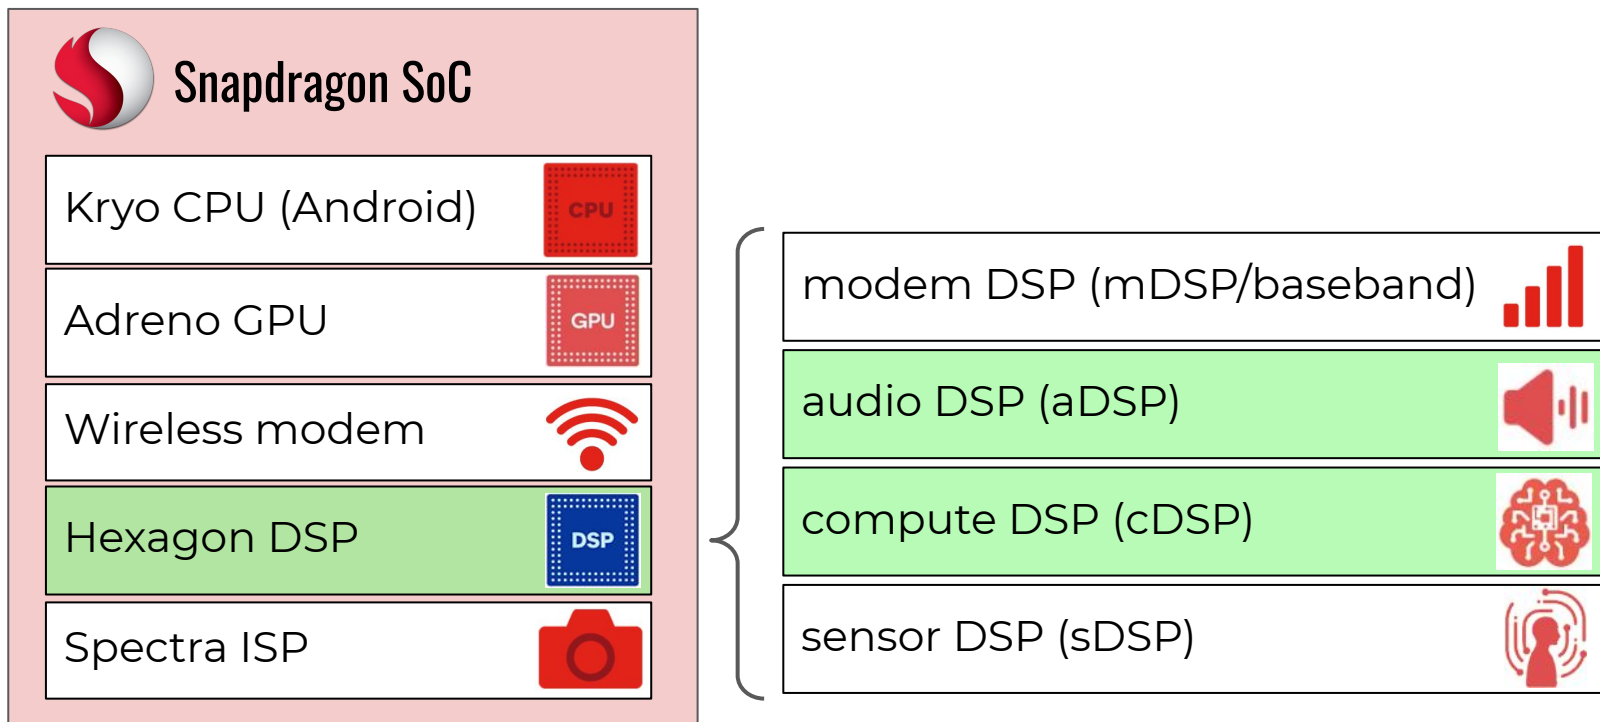 Snapdragon SoC
Kryo CPU (Android)
CPU
Adreno GPU
GPU
Wireless modem
Hexagon DSP
DSP
Spectra ISP
modem DSP (mDSP/baseband)
audio DSP (aDSP)
compute DSP (cDSP)
sensor DSP (sDSP)